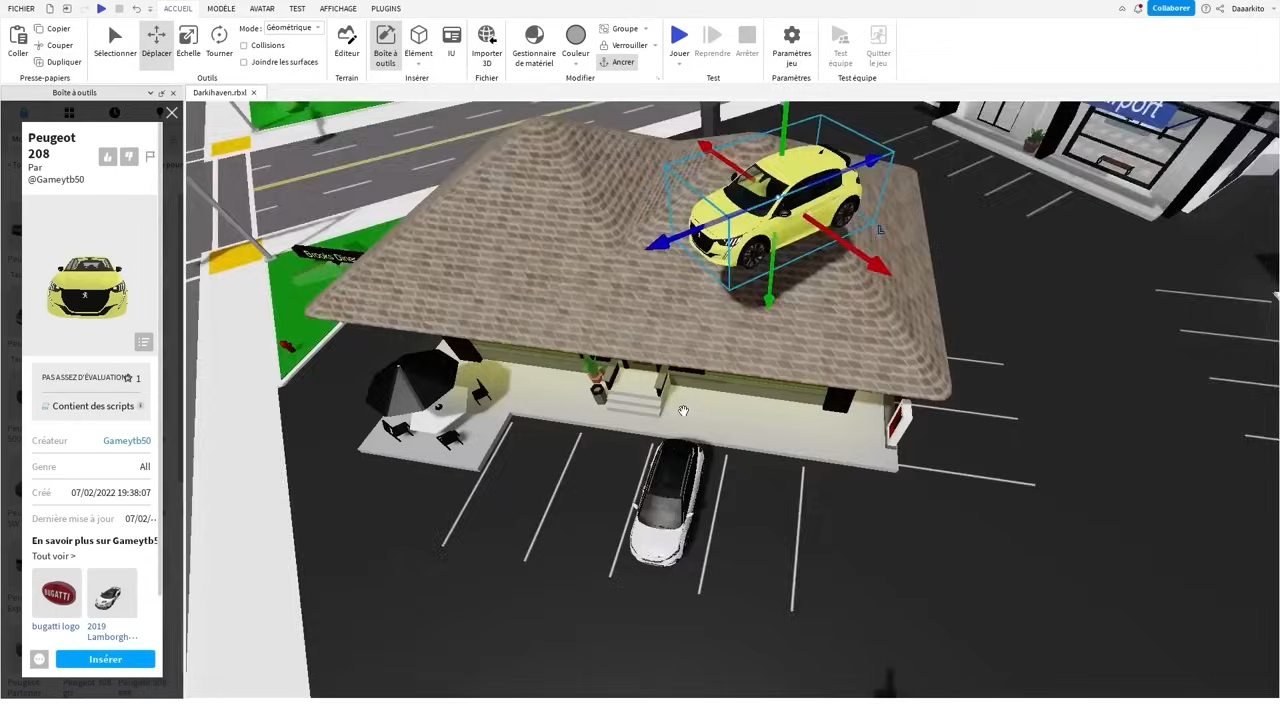 FICHIER
ACCUEIL
MODÈLE
AVATAR
TEST
AFFICHAGE
PLUGINS
Collaborer
Daaarkito
Coller
Copier
Couper
Dupliquer
Presse-papiers
Sélectionner
Déplacer
Echelle
Tourner
Mode : Géométrique
Collisions
Joindre les surfaces
Outils
Éditeur
Terrain
Boîte à outils
Élément
IU
Insérer
Importer 3D
Fichier
Gestionnaire de matériel
Couleur
Groupe
Verrouiller
Ancrer
Modifier
Jouer
Reprendre
Arrêter
Test
Paramètres jeu
Paramètres
Test équipe
Quitter le jeu
Test équipe
Boîte à outils
Darkihaven.rbxl
Peugeot
208
Par
@Gameytb50
PAS ASSEZ D'ÉVALUATION
1
Contient des scripts
Créateur
Gameytb50
Genre
All
Créé
07/02/2022 19:38:07
Dernière mise à jour
07/02/...
En savoir plus sur Gameytb5
Tout voir >
bugatti logo
2019
Lamborgh...
Insérer
Brooks Diner
L